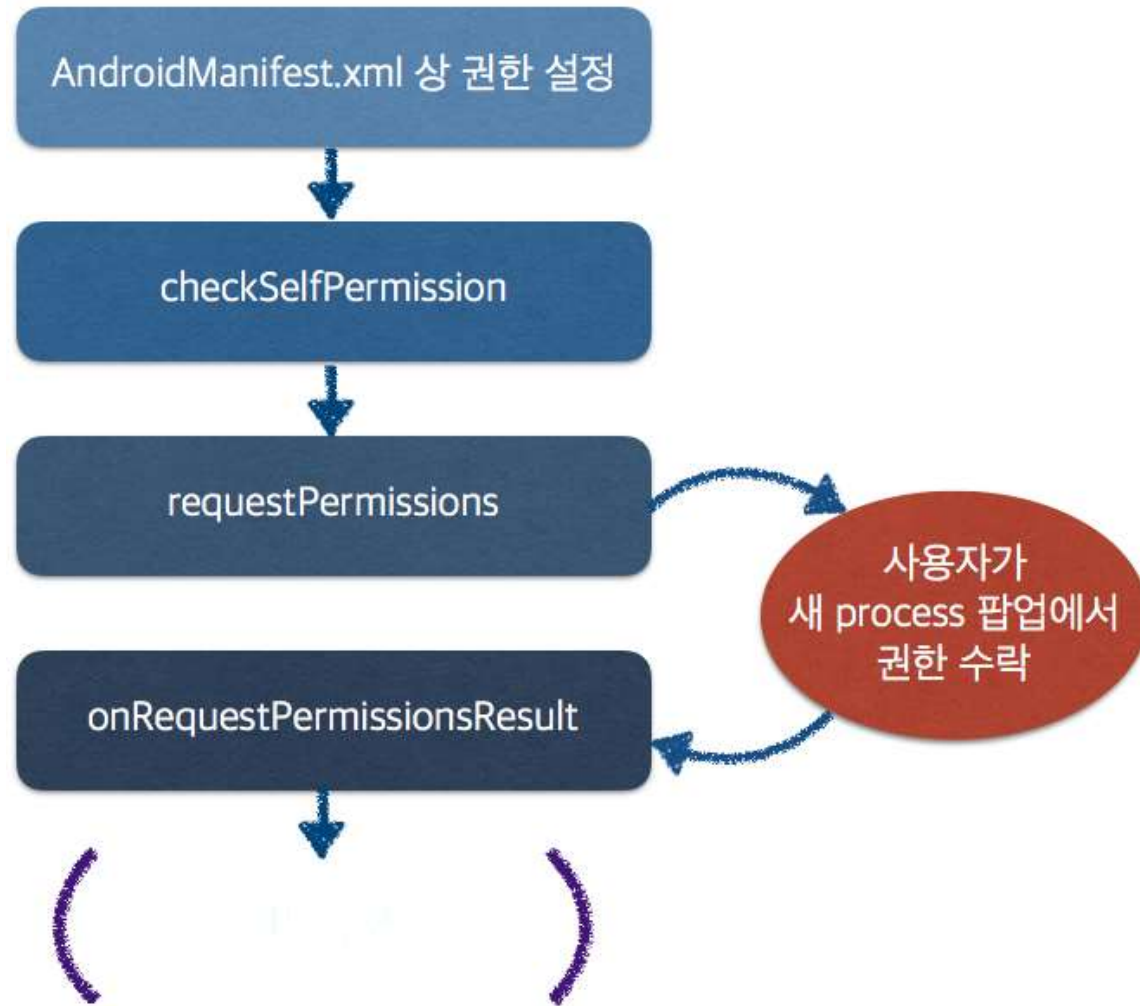 AndroidManifest.xml 상 권한 설정
checkSelfPermission
requestPermissions
사용자가
새 process 팝업에서
권한 수락
onRequestPermissionsResult